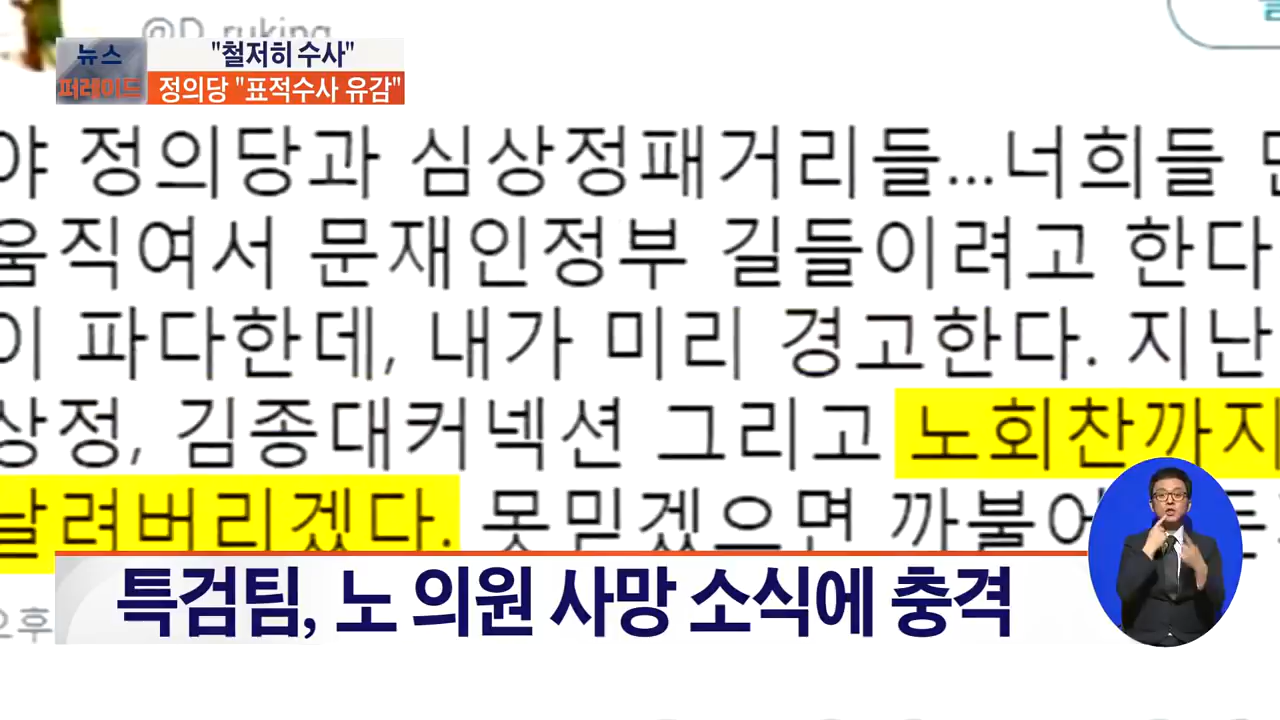 @D_ruking
뉴스
퍼레이드
"철저히 수사"
정의당 "표적수사 유감"
야 정의당과 심상정패거리들...너희들
움직여서 문재인정부 길들이려고 한다
이 파다한데, 내가 미리 경고한다. 지난
상정, 김종대커넥션 그리고 노회찬까지
날려버리겠다. 못믿겠으면 까불어
특검팀, 노 의원 사망 소식에 충격
오후